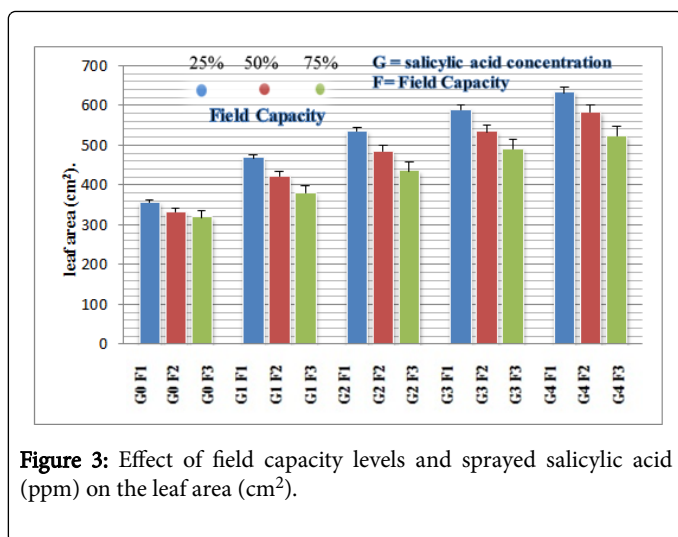 25% 50% 75%
Field Capacity
G = salicylic acid concentration
F= Field Capacity
leaf area (cm²).
700
600
500
400
300
200
100
0
G0 F1
G0 F2
G0 F3
G1 F1
G1 F2
G1 F3
G2 F1
G2 F2
G2 F3
G3 F1
G3 F2
G3 F3
G4 F1
G4 F2
G4 F3
Figure 3: Effect of field capacity levels and sprayed salicylic acid
(ppm) on the leaf area (cm²).